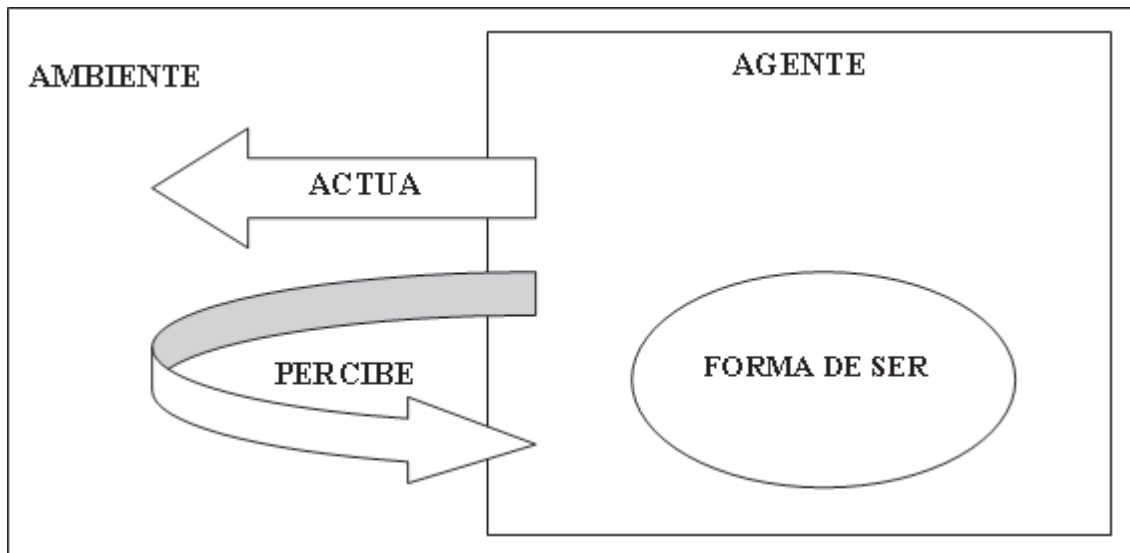 AMBIENTE
AGENTE
ACTUA
PERCIBE
FORMA DE SER